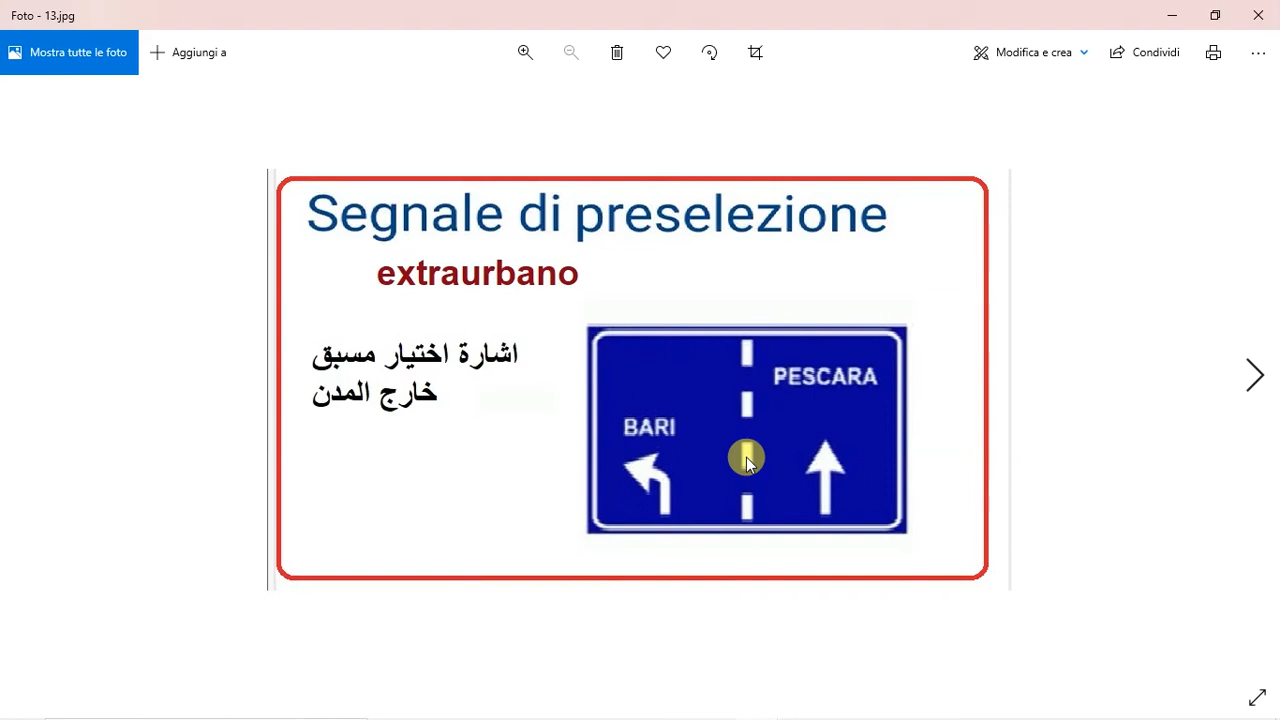 Foto - 13.jpg
Mostra tutte le foto
Aggiungi a
Modifica e crea
Condividi
Segnale di preselezione
extraurbano
اشارة اختيار مسبق
خارج المدن
PESCARA
BARI